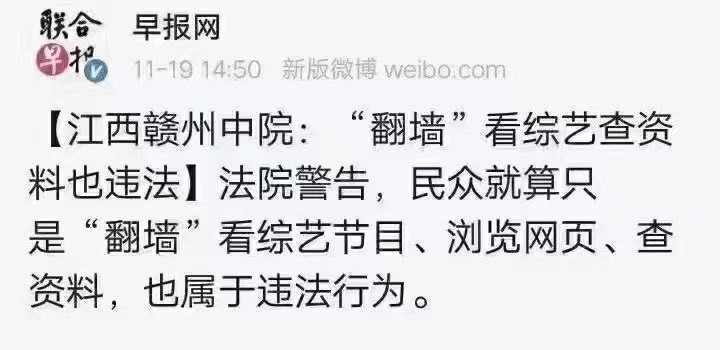 联合早报
早报网
11-19 14:50 新版微博 weibo.com
【江西赣州中院：“翻墙”看综艺查资
料也违法】法院警告，民众就算只
是“翻墙”看综艺节目、浏览网页、查
资料，也属于违法行为。